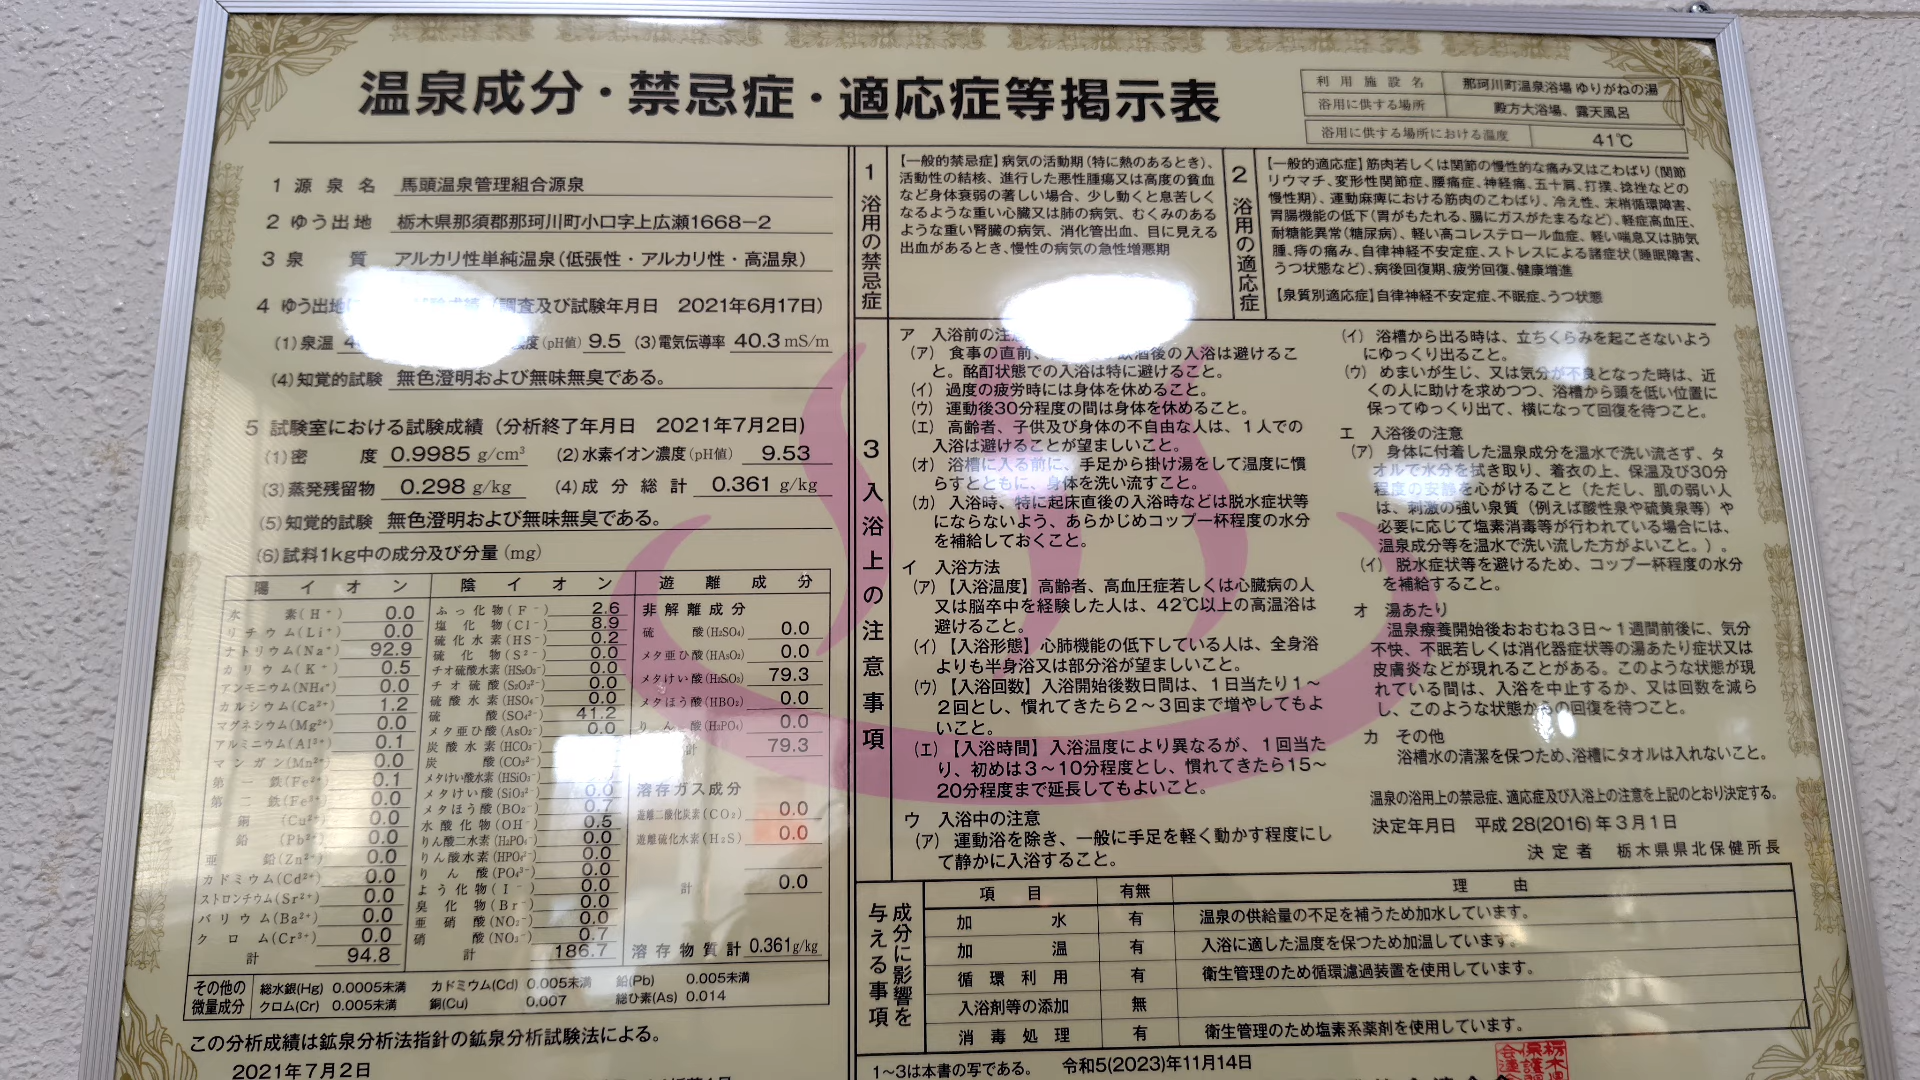 温泉成分・禁忌症・適応症等掲示表
利用施設名 那珂川町温泉浴場 ゆりがねの湯
浴用に供する場所 殿方大浴場、露天風呂
浴用に供する場所における温度 41℃
1 源泉名 馬頭温泉管理組合源泉
2 ゆう出地 栃木県那須郡那珂川町小口字上広瀬1668−2
3 泉質 アルカリ性単純温泉(低張性・アルカリ性・高温泉)
4 ゆう出地 試験成績(調査及び試験年月日 2021年6月17日)
(1)泉温 度(pH値) 9.5 (3)電気伝導率 40.3 mS/m
(4)知覚的試験 無色澄明および無味無臭である。
5 試験室における試験成績(分析終了年月日 2021年7月2日)
(1)密度 0.9985 g/cm³ (2)水素イオン濃度(pH値) 9.53
(3)蒸発残留物 0.298 g/kg (4)成分総計 0.361 g/kg
(5)知覚的試験 無色澄明および無味無臭である。
(6)試料1kg中の成分及び分量(mg)
陽イオン
水素(H⁺) 0.0
リチウム(Li⁺) 0.0
ナトリウム(Na⁺) 92.9
カリウム(K⁺) 0.5
アンモニウム(NH₄⁺) 0.0
カルシウム(Ca²⁺) 1.2
マグネシウム(Mg²⁺) 0.0
アルミニウム(Al³⁺) 0.1
マンガン(Mn²⁺) 0.0
第一鉄(Fe²⁺) 0.1
第二鉄(Fe³⁺) 0.0
銅(Cu²⁺) 0.0
鉛(Pb²⁺) 0.0
亜鉛(Zn²⁺) 0.0
カドミウム(Cd²⁺) 0.0
ストロンチウム(Sr²⁺) 0.0
バリウム(Ba²⁺) 0.0
クロム(Cr³⁺) 0.0
計 94.8
陰イオン
ふっ化物(F⁻) 2.6
塩化物(Cl⁻) 8.9
硫化水素(HS⁻) 0.2
硫化物(S²⁻) 0.0
チオ硫酸水素(HS₂O₃⁻) 0.0
チオ硫酸(S₂O₃²⁻) 0.0
硫酸水素(HSO₄⁻) 0.0
硫酸(SO₄²⁻) 41.2
メタ亜ひ酸(AsO₂⁻) 0.0
炭酸水素(HCO₃⁻)
炭酸(CO₃²⁻)
メタけい酸水素(HSiO₃⁻)
メタけい酸(SiO₃²⁻) 0.0
メタほう酸(BO₂⁻) 0.7
水酸化物(OH⁻) 0.5
りん酸二水素(H₂PO₄⁻) 0.0
りん酸水素(HPO₄²⁻) 0.0
りん酸(PO₄³⁻) 0.0
よう化物(I⁻) 0.0
臭化物(Br⁻) 0.0
亜硝酸(NO₂⁻) 0.0
硝酸(NO₃⁻) 0.7
計 186.7
遊離成分
非解離成分
硫酸(H₂SO₄) 0.0
メタ亜ひ酸(HAsO₂) 0.0
メタけい酸(H₂SiO₃) 79.3
メタほう酸(HBO₂) 0.0
りん酸(H₃PO₄) 0.0
計 79.3
溶存ガス成分
遊離二酸化炭素(CO₂) 0.0
遊離硫化水素(H₂S) 0.0
計 0.0
溶存物質計 0.361g/kg
その他の微量成分
総水銀(Hg) 0.0005未満 カドミウム(Cd) 0.005未満 鉛(Pb) 0.005未満
クロム(Cr) 0.005未満 銅(Cu) 0.007 総ひ素(As) 0.014
この分析成績は鉱泉分析法指針の鉱泉分析試験法による。
2021年7月2日
1 浴用の禁忌症
【一般的禁忌症】病気の活動期(特に熱のあるとき)、
活動性の結核、進行した悪性腫瘍又は高度の貧血
など身体衰弱の著しい場合、少し動くと息苦しく
なるような重い心臓又は肺の病気、むくみのある
ような重い腎臓の病気、消化管出血、目に見える
出血があるとき、慢性の病気の急性増悪期
2 浴用の適応症
【一般的適応症】筋肉若しくは関節の慢性的な痛み又はこわばり(関節
リウマチ、変形性関節症、腰痛症、神経痛、五十肩、打撲、捻挫などの
慢性期)、運動麻痺における筋肉のこわばり、冷え性、末梢循環障害、
胃腸機能の低下(胃がもたれる、腸にガスがたまるなど)、軽症高血圧、
耐糖能異常(糖尿病)、軽い高コレステロール血症、軽い喘息又は肺気
腫、痔の痛み、自律神経不安定症、ストレスによる諸症状(睡眠障害、
うつ状態など)、病後回復期、疲労回復、健康増進
【泉質別適応症】自律神経不安定症、不眠症、うつ状態
3 入浴上の注意事項
ア 入浴前の注
(ア) 食事の直前、 飲酒後の入浴は避けるこ
と。酩酊状態での入浴は特に避けること。
(イ) 過度の疲労時には身体を休めること。
(ウ) 運動後30分程度の間は身体を休めること。
(エ) 高齢者、子供及び身体の不自由な人は、1人での
入浴は避けることが望ましいこと。
(オ) 浴槽に入る前に、手足から掛け湯をして温度に慣
らすとともに、身体を洗い流すこと。
(カ) 入浴時、特に起床直後の入浴時などは脱水症状等
にならないよう、あらかじめコップ一杯程度の水分
を補給しておくこと。
イ 入浴方法
(ア)【入浴温度】高齢者、高血圧症若しくは心臓病の人
又は脳卒中を経験した人は、42℃以上の高温浴は
避けること。
(イ)【入浴形態】心肺機能の低下している人は、全身浴
よりも半身浴又は部分浴が望ましいこと。
(ウ)【入浴回数】入浴開始後数日間は、1日当たり1〜
2回とし、慣れてきたら2〜3回まで増やしてもよ
いこと。
(エ)【入浴時間】入浴温度により異なるが、1回当た
り、初めは3〜10分程度とし、慣れてきたら15〜
20分程度まで延長してもよいこと。
ウ 入浴中の注意
(ア) 運動浴を除き、一般に手足を軽く動かす程度にし
て静かに入浴すること。
(イ) 浴槽から出る時は、立ちくらみを起こさないよう
にゆっくり出ること。
(ウ) めまいが生じ、又は気分が不良となった時は、近
くの人に助けを求めつつ、浴槽から頭を低い位置に
保ってゆっくり出て、横になって回復を待つこと。
エ 入浴後の注意
(ア) 身体に付着した温泉成分を温水で洗い流さず、タ
オルで水分を拭き取り、着衣の上、保温及び30分
程度の安静を心がけること(ただし、肌の弱い人
は、刺激の強い泉質(例えば酸性泉や硫黄泉等)や
必要に応じて塩素消毒等が行われている場合には、
温泉成分等を温水で洗い流した方がよいこと。)。
(イ) 脱水症状等を避けるため、コップ一杯程度の水分
を補給すること。
オ 湯あたり
温泉療養開始後おおむね3日〜1週間前後に、気分
不快、不眠若しくは消化器症状等の湯あたり症状又は
皮膚炎などが現れることがある。このような状態が現
れている間は、入浴を中止するか、又は回数を減ら
し、このような状態からの回復を待つこと。
カ その他
浴槽水の清潔を保つため、浴槽にタオルは入れないこと。
温泉の浴用上の禁忌症、適応症及び入浴上の注意を上記のとおり決定する。
決定年月日 平成28(2016)年3月1日
決定者 栃木県県北保健所長
成分に影響を与える事項
項目 有無 理由
加水 有 温泉の供給量の不足を補うため加水しています。
加温 有 入浴に適した温度を保つため加温しています。
循環利用 有 衛生管理のため循環濾過装置を使用しています。
入浴剤等の添加 無
消毒処理 有 衛生管理のため塩素系薬剤を使用しています。
1〜3は本書の写である。 令和5(2023)年11月14日